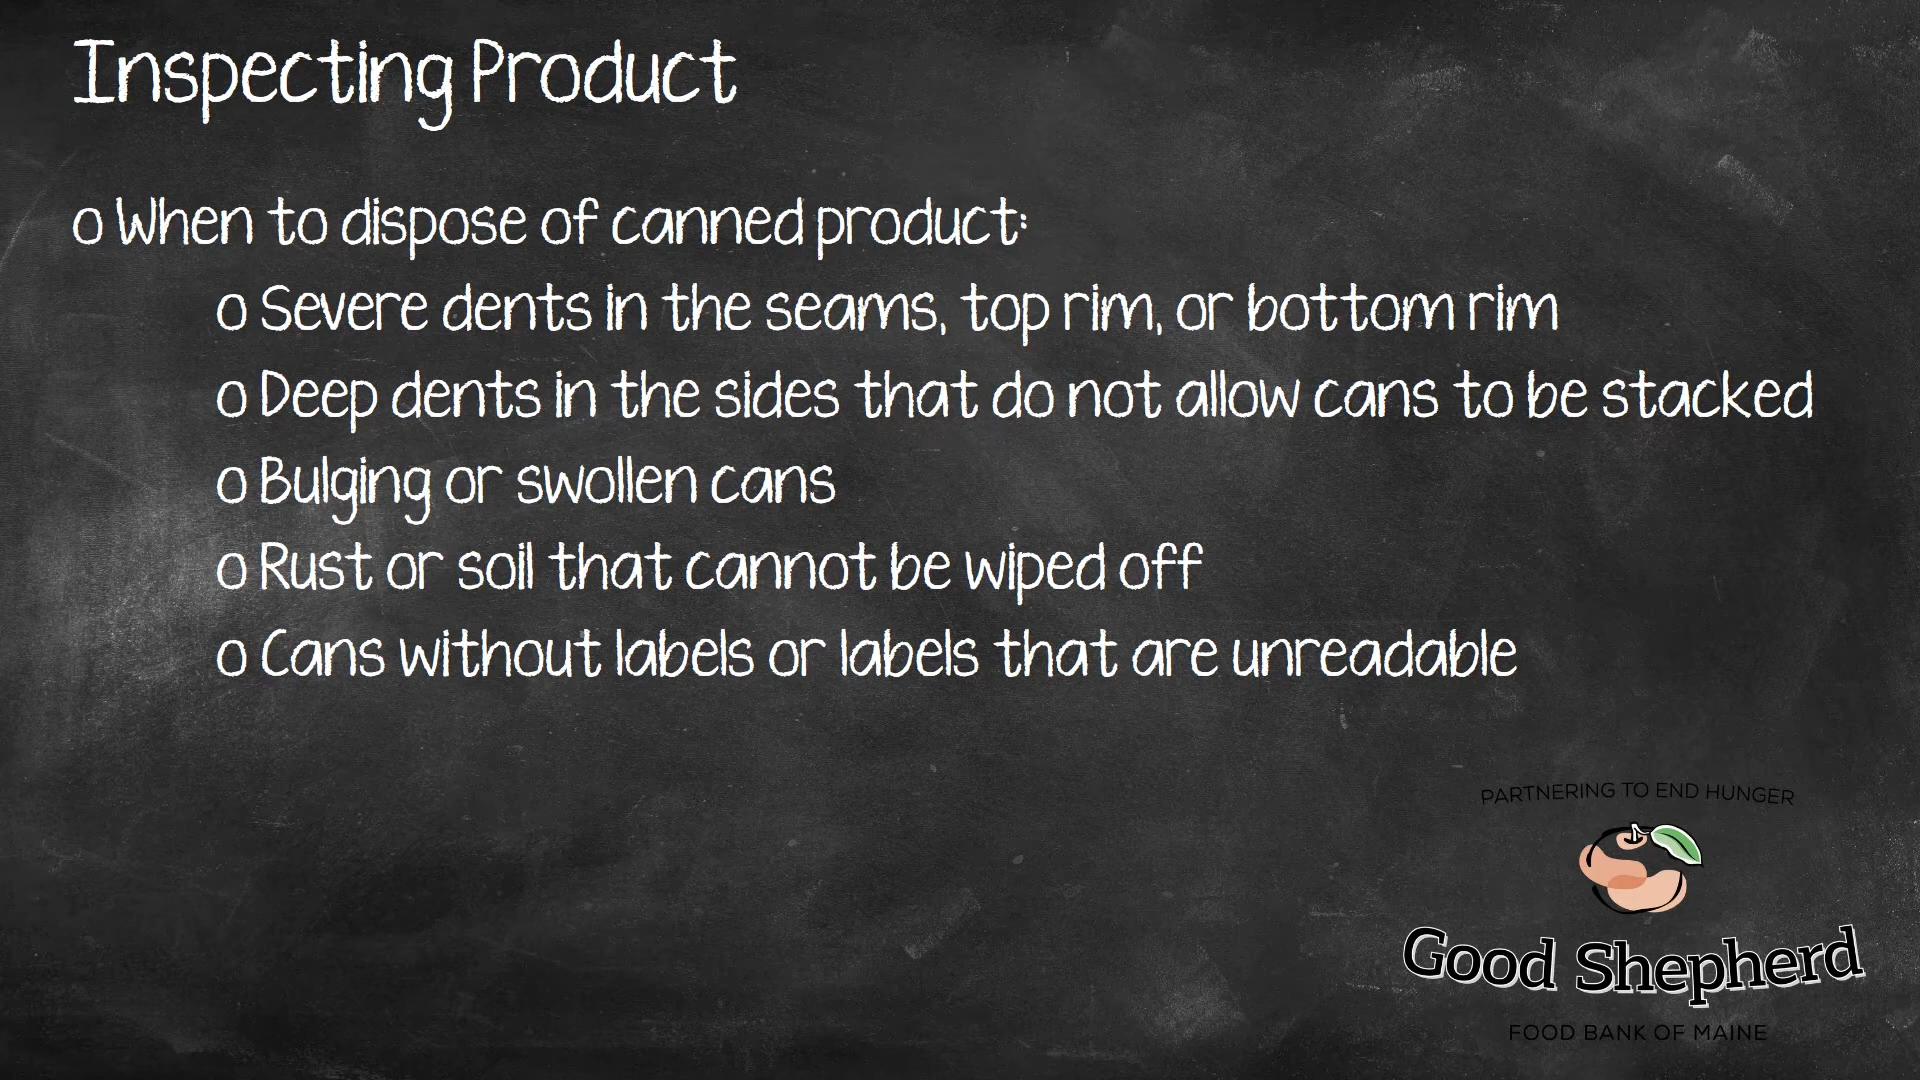 Inspecting Product
o When to dispose of canned product:
o Severe dents in the seams, top rim, or bottom rim
o Deep dents in the sides that do not allow cans to be stacked
o Bulging or swollen cans
o Rust or soil that cannot be wiped off
o Cans without labels or labels that are unreadable
PARTNERING TO END HUNGER
Good Shepherd
FOOD BANK OF MAINE